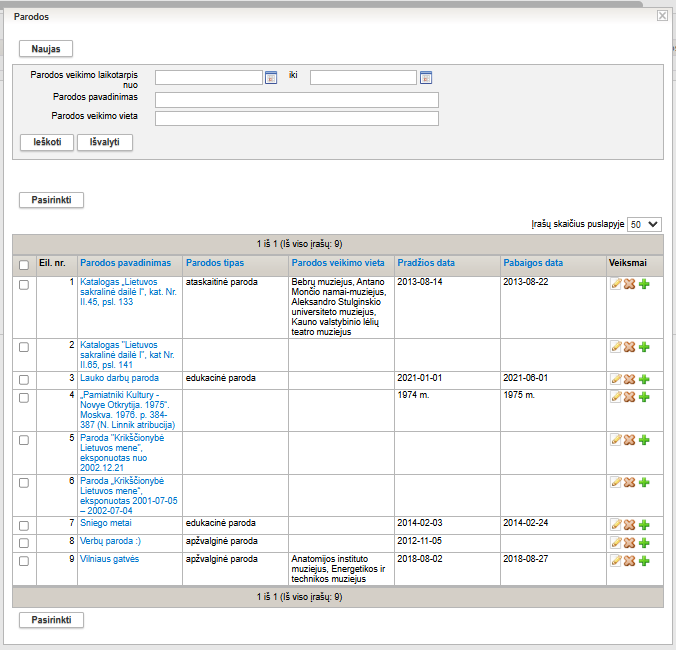 Parodos
Naujas
Parodos veikimo laikotarpis nuo
iki
Parodos pavadinimas
Parodos veikimo vieta
Ieškoti Išvalyti
Pasirinkti
Įrašų skaičius puslapyje 50
1 iš 1 (Iš viso įrašų: 9)
Eil. nr. Parodos pavadinimas Parodos tipas Parodos veikimo vieta Pradžios data Pabaigos data Veiksmai
1 Katalogas „Lietuvos ataskaitinė paroda Bebrų muziejus, Antano 2013-08-14 2013-08-22
sakralinė dailė I", kat. Nr. Mončio namai-muziejus,
II.45, psl. 133 Aleksandro Stulginskio
universiteto muziejus,
Kauno valstybinio lėlių
teatro muziejus
2 Katalogas "Lietuvos
sakralinė dailė I", kat Nr.
II.65, psl. 141
3 Lauko darbų paroda edukacinė paroda 2021-01-01 2021-06-01
4 „Pamiatniki Kultury - 1974 m. 1975 m.
Novye Otkrytija. 1975".
Moskva. 1976. p. 384-
387 (N. Linnik atribucija)
5 Paroda "Krikščionybė
Lietuvos mene",
eksponuotas nuo
2002.12.21
6 Paroda „Krikščionybė
Lietuvos mene",
eksponuotas 2001-07-05
– 2002-07-04
7 Sniego metai edukacinė paroda 2014-02-03 2014-02-24
8 Verbų paroda :) apžvalginė paroda 2012-11-05
9 Vilniaus gatvės apžvalginė paroda Anatomijos instituto 2018-08-02 2018-08-27
muziejus, Energetikos ir
technikos muziejus
1 iš 1 (Iš viso įrašų: 9)
Pasirinkti